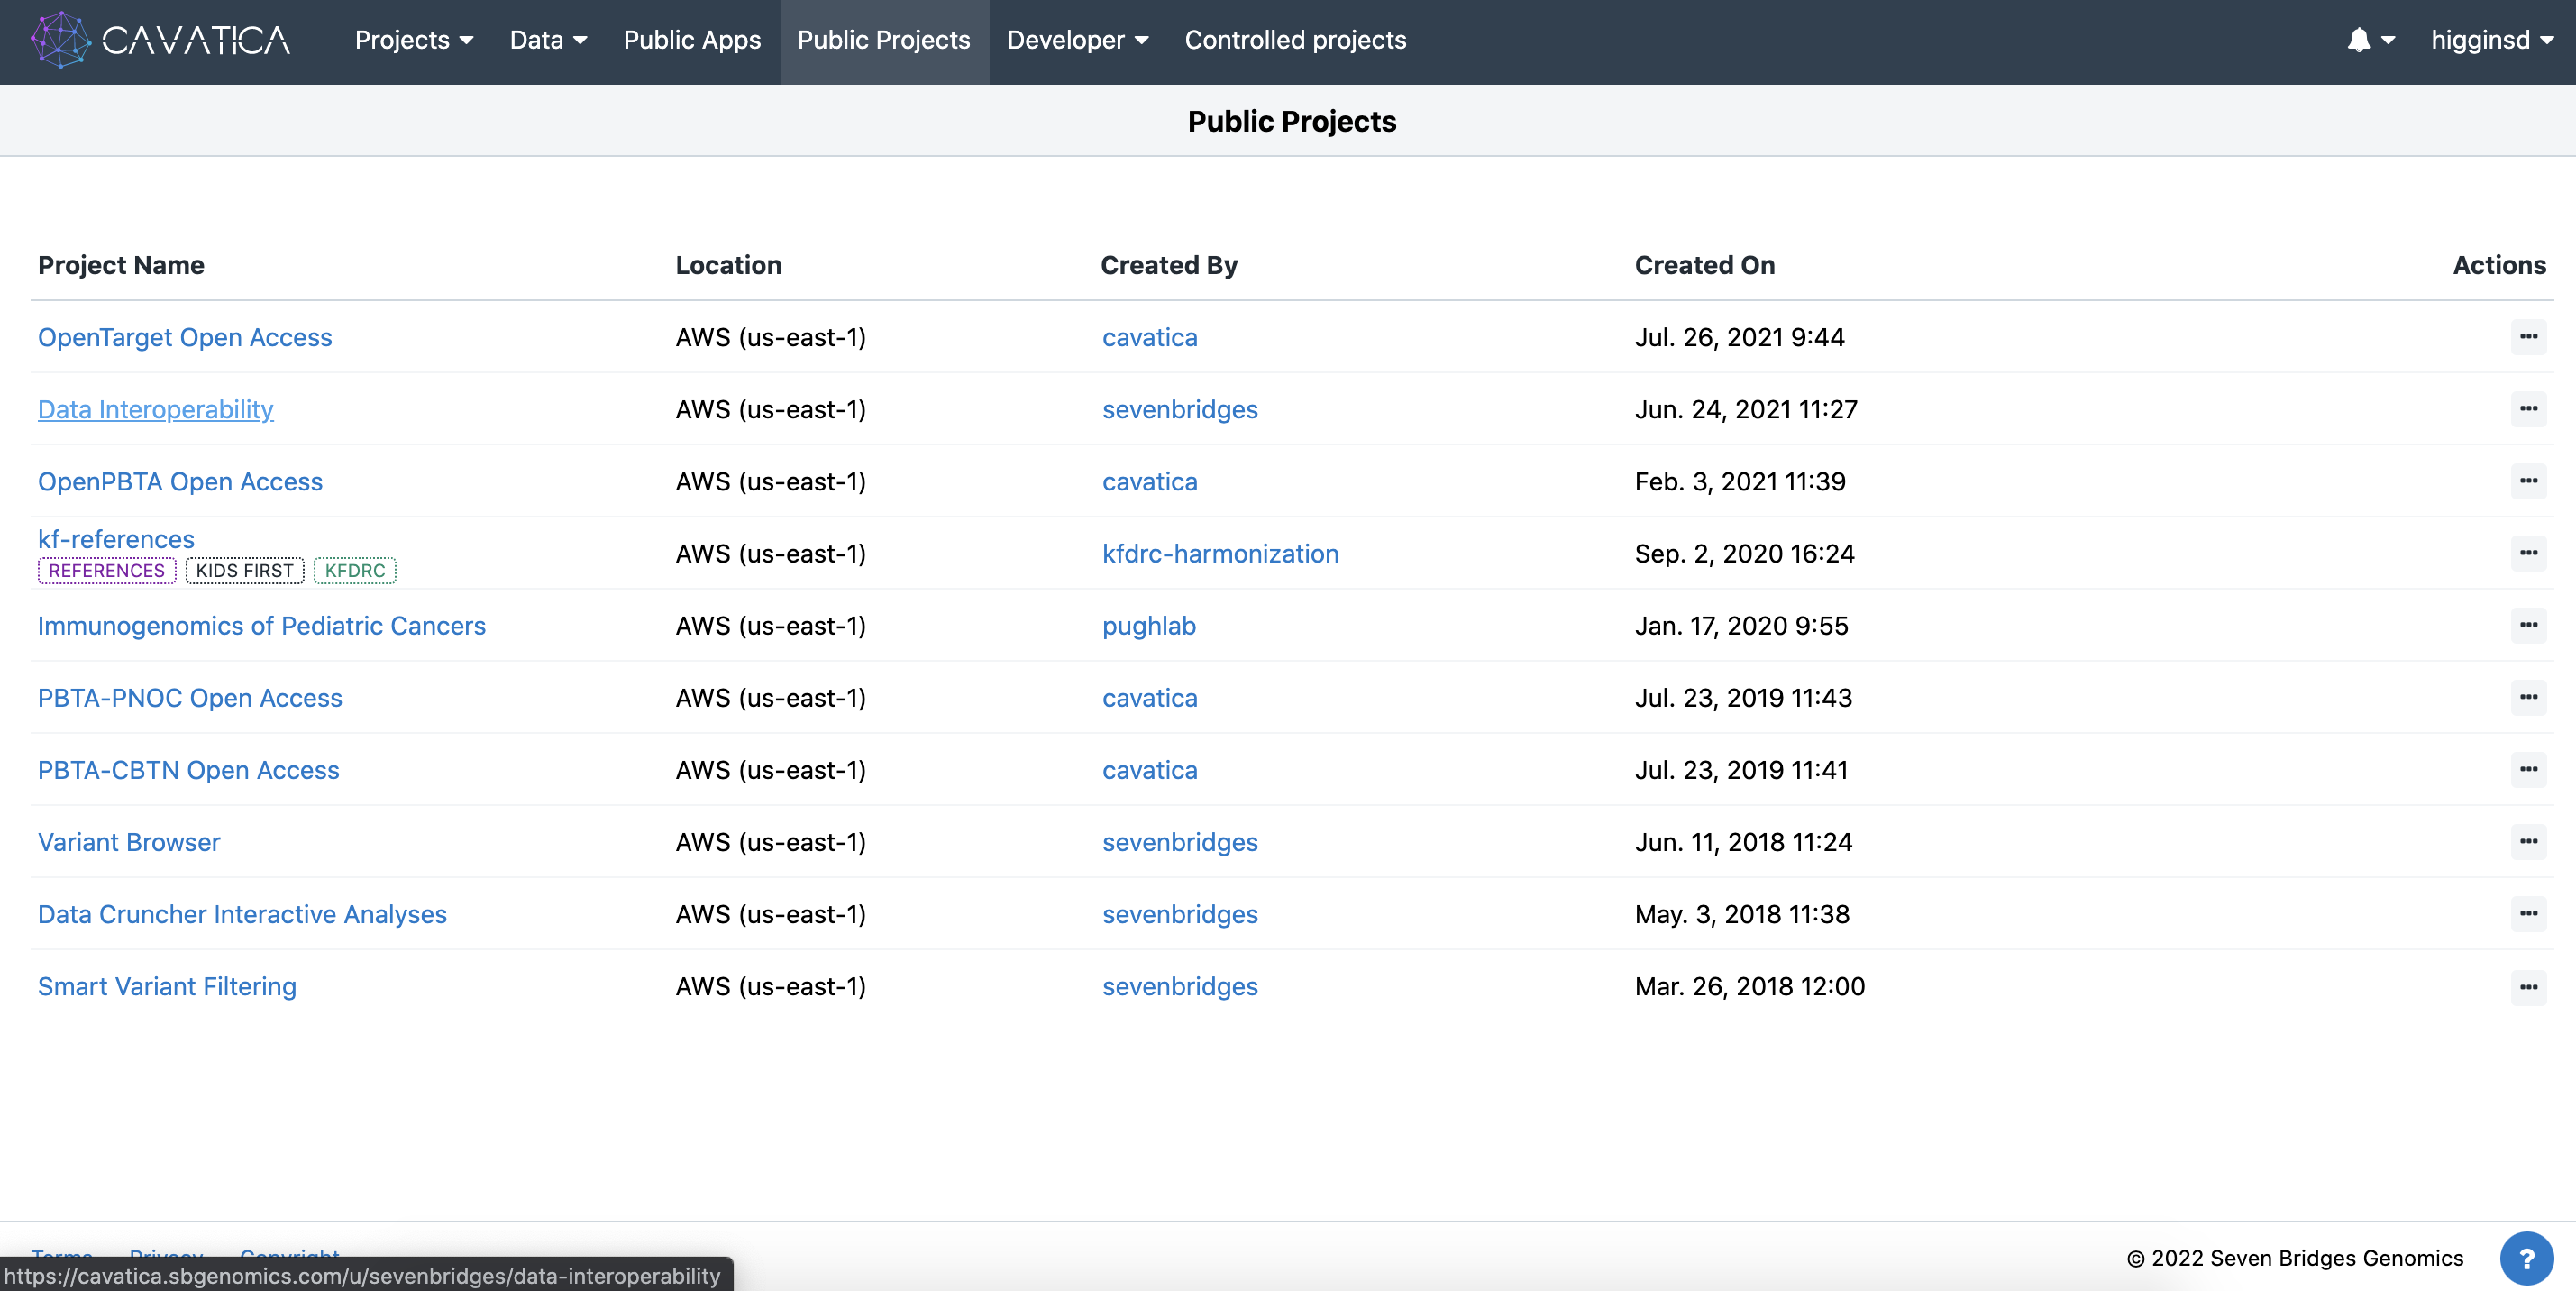 CAVATICA Projects Data Public Apps Public Projects Developer Controlled projects higginsd
Public Projects
Project Name Location Created By Created On Actions
OpenTarget Open Access AWS (us-east-1) cavatica Jul. 26, 2021 9:44
Data Interoperability AWS (us-east-1) sevenbridges Jun. 24, 2021 11:27
OpenPBTA Open Access AWS (us-east-1) cavatica Feb. 3, 2021 11:39
kf-references AWS (us-east-1) kfdrc-harmonization Sep. 2, 2020 16:24
REFERENCES KIDS FIRST KFDRC
Immunogenomics of Pediatric Cancers AWS (us-east-1) pughlab Jan. 17, 2020 9:55
PBTA-PNOC Open Access AWS (us-east-1) cavatica Jul. 23, 2019 11:43
PBTA-CBTN Open Access AWS (us-east-1) cavatica Jul. 23, 2019 11:41
Variant Browser AWS (us-east-1) sevenbridges Jun. 11, 2018 11:24
Data Cruncher Interactive Analyses AWS (us-east-1) sevenbridges May. 3, 2018 11:38
Smart Variant Filtering AWS (us-east-1) sevenbridges Mar. 26, 2018 12:00
Terms Privacy Copyright © 2022 Seven Bridges Genomics ?
https://cavatica.sbgenomics.com/u/sevenbridges/data-interoperability